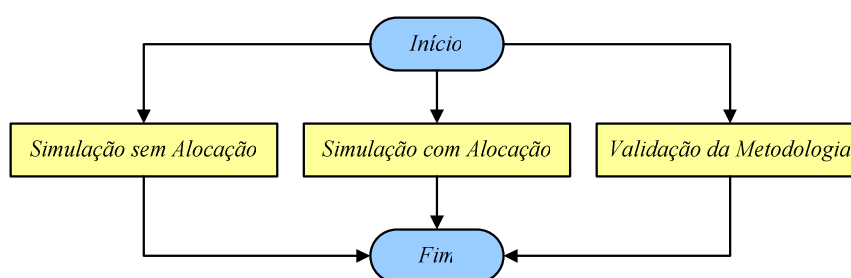 Início
Simulação sem Alocação
Simulação com Alocação
Validação da Metodologia
Fim